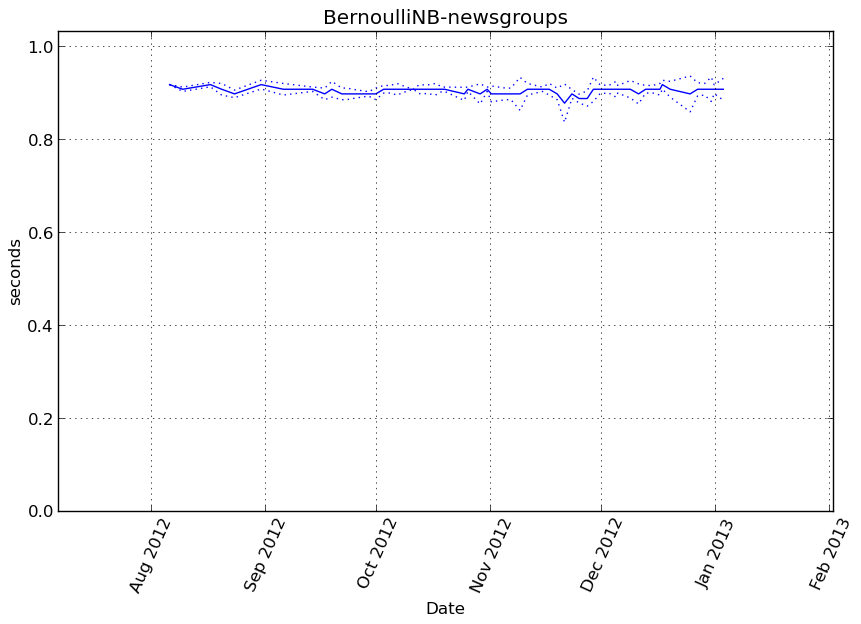 BernoulliNB-newsgroups
1.0
0.8
0.6
0.4
0.2
0.0
seconds
Aug 2012
Sep 2012
Oct 2012
Nov 2012
Dec 2012
Jan 2013
Feb 2013
Date